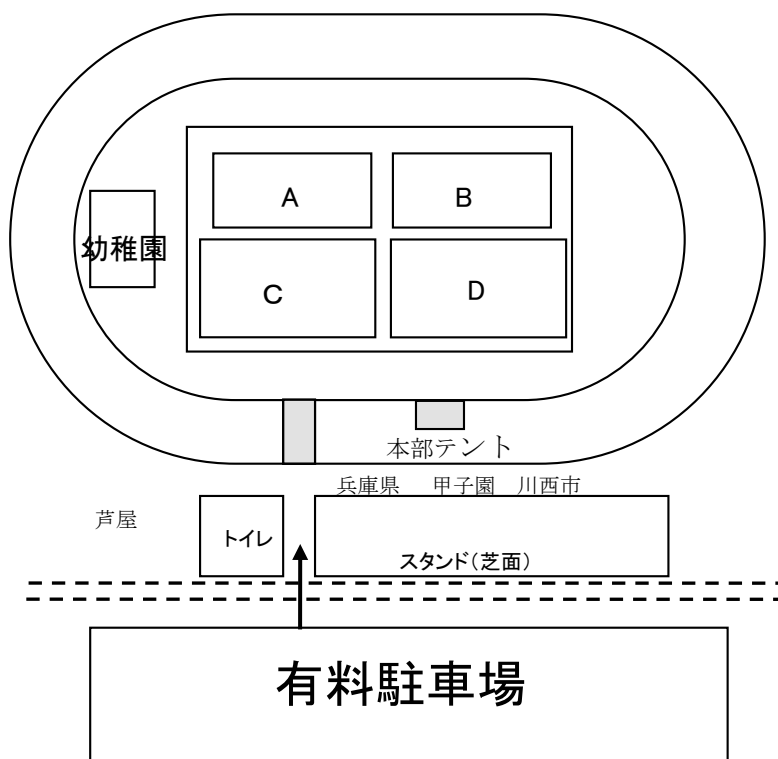 A
B
幼稚園
C
D
本部テント
兵庫県 甲子園 川西市
芦屋
トイレ
スタンド(芝面)
有料駐車場